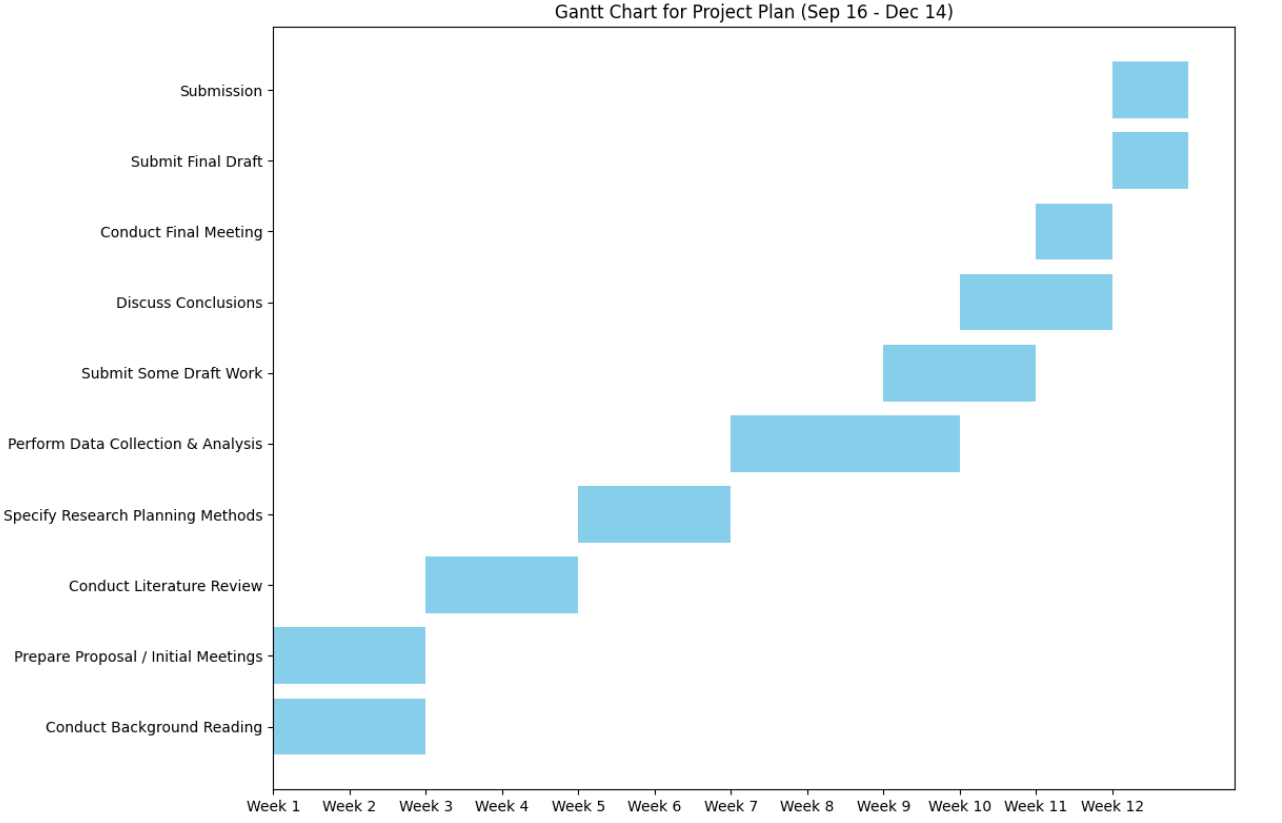 Gantt Chart for Project Plan (Sep 16 - Dec 14)
Submission
Submit Final Draft
Conduct Final Meeting
Discuss Conclusions
Submit Some Draft Work
Perform Data Collection & Analysis
Specify Research Planning Methods
Conduct Literature Review
Prepare Proposal / Initial Meetings
Conduct Background Reading
Week 1 Week 2 Week 3 Week 4 Week 5 Week 6 Week 7 Week 8 Week 9 Week 10 Week 11 Week 12